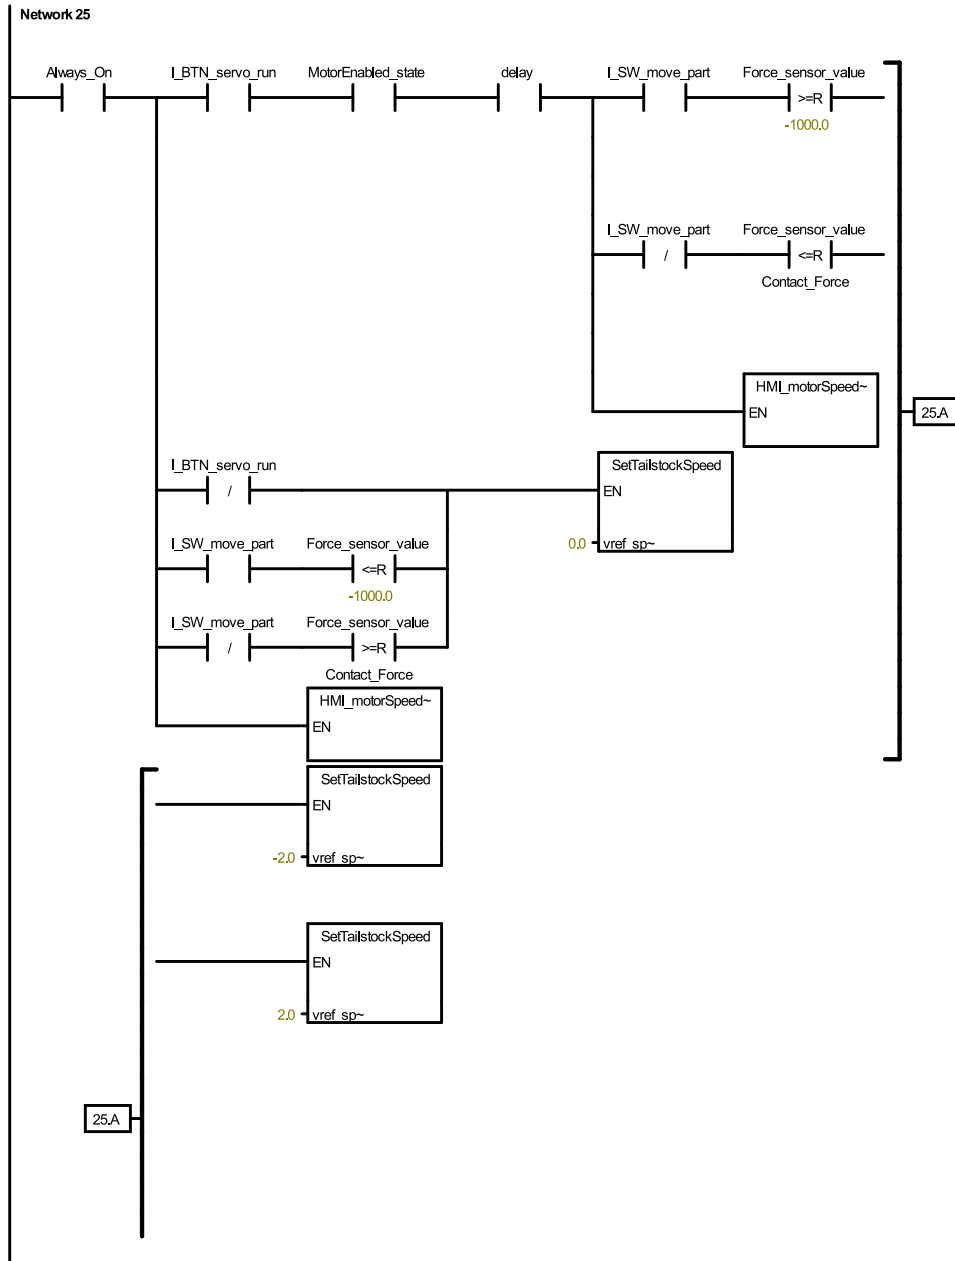 Network 25
Always_On I_BTN_servo_run MotorEnabled_state delay I_SW_move_part Force_sensor_value
>=R
-1000.0
I_SW_move_part Force_sensor_value
/ <=R
Contact_Force
HMI_motorSpeed~
EN
25.A
I_BTN_servo_run
/
SetTailstockSpeed
EN
0.0 vref_sp~
I_SW_move_part Force_sensor_value
<=R
-1000.0
I_SW_move_part Force_sensor_value
/ >=R
Contact_Force
HMI_motorSpeed~
EN
SetTailstockSpeed
EN
-2.0 vref_sp~
SetTailstockSpeed
EN
2.0 vref_sp~
25.A